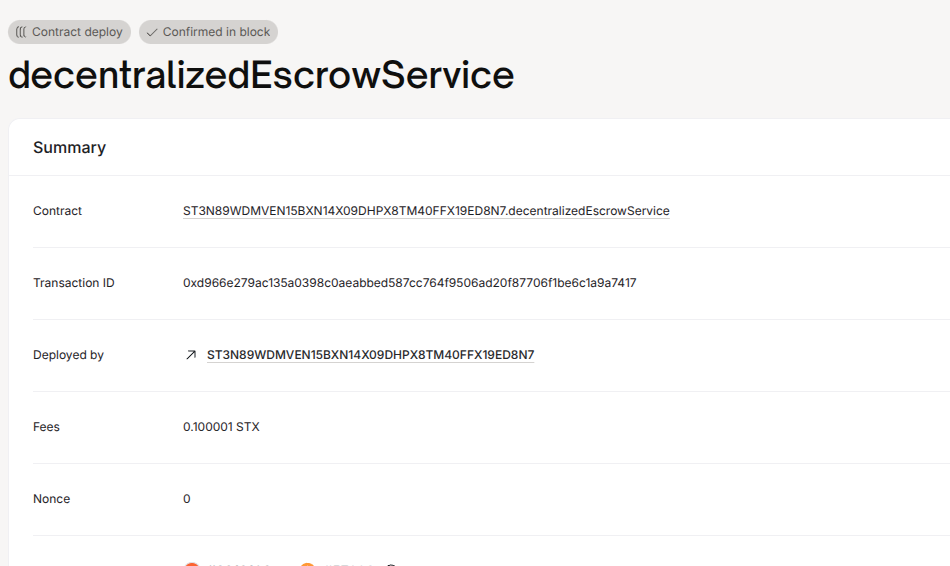 Contract deploy Confirmed in block
decentralizedEscrowService
Summary
Contract ST3N89WDMVEN15BXN14X09DHPX8TM40FFX19ED8N7.decentralizedEscrowService
Transaction ID 0xd966e279ac135a0398c0aeabbed587cc764f9506ad20f87706f1be6c1a9a7417
Deployed by ST3N89WDMVEN15BXN14X09DHPX8TM40FFX19ED8N7
Fees 0.100001 STX
Nonce 0